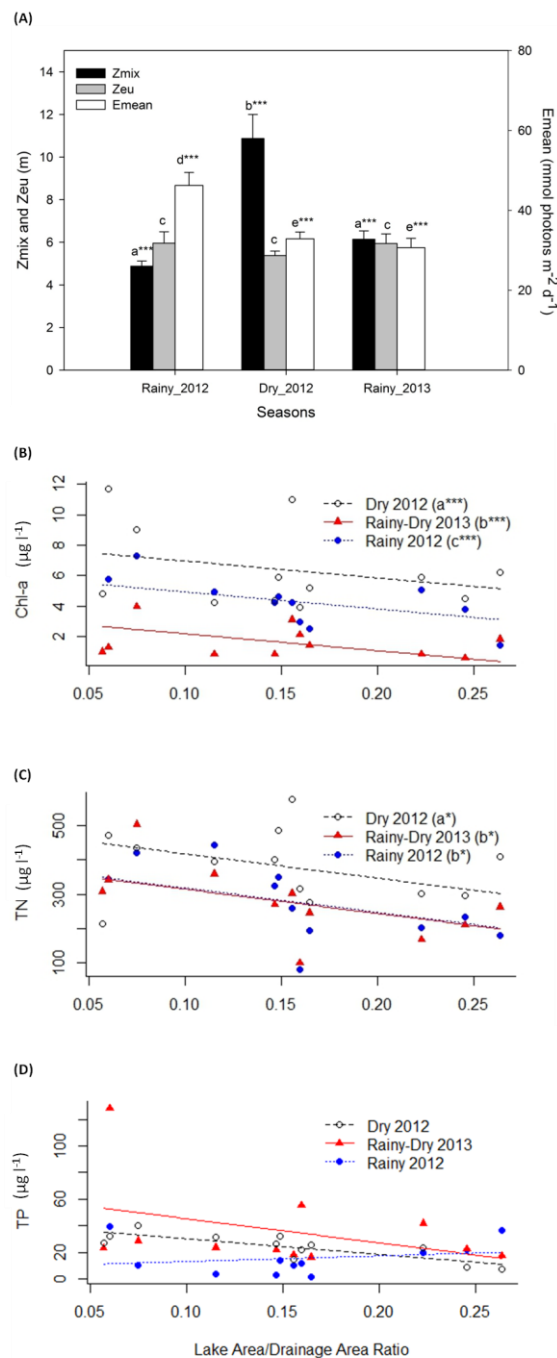 (A)
14
12
10
8
6
4
2
0
Zmix and Zeu (m)
Zmix
Zeu
Emean
a***
c
d***
b***
c
e***
a***
c
e***
80
60
40
20
0
Emean (mmol photons m-2 d-1)
Rainy_2012
Dry_2012
Rainy_2013
Seasons
(B)
12
10
8
6
4
2
Chl-a (µg l-1)
Dry 2012 (a***)
Rainy-Dry 2013 (b***)
Rainy 2012 (c***)
0.05
0.10
0.15
0.20
0.25
(C)
500
300
100
TN (µg l-1)
Dry 2012 (a*)
Rainy-Dry 2013 (b*)
Rainy 2012 (b*)
0.05
0.10
0.15
0.20
0.25
(D)
100
60
40
20
0
TP (µg l-1)
Dry 2012
Rainy-Dry 2013
Rainy 2012
0.05
0.10
0.15
0.20
0.25
Lake Area/Drainage Area Ratio